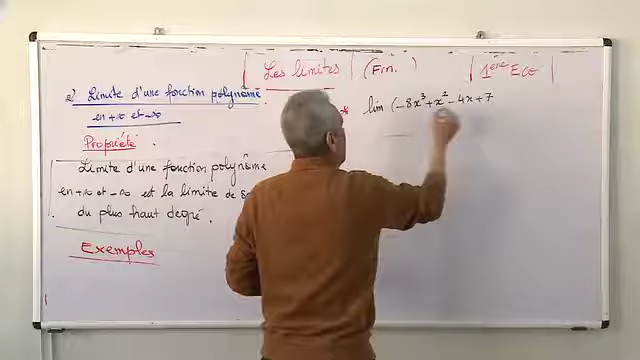 Les limites (Fin.) 1ère Eco
a) Limite d'une fonction polynôme
en +∞ et -∞
Propriété.
Limite d'une fonction polynôme
en +∞ et -∞ est la limite de
du plus haut degré.
Exemples
* lim (-8x³+x²-4x+7